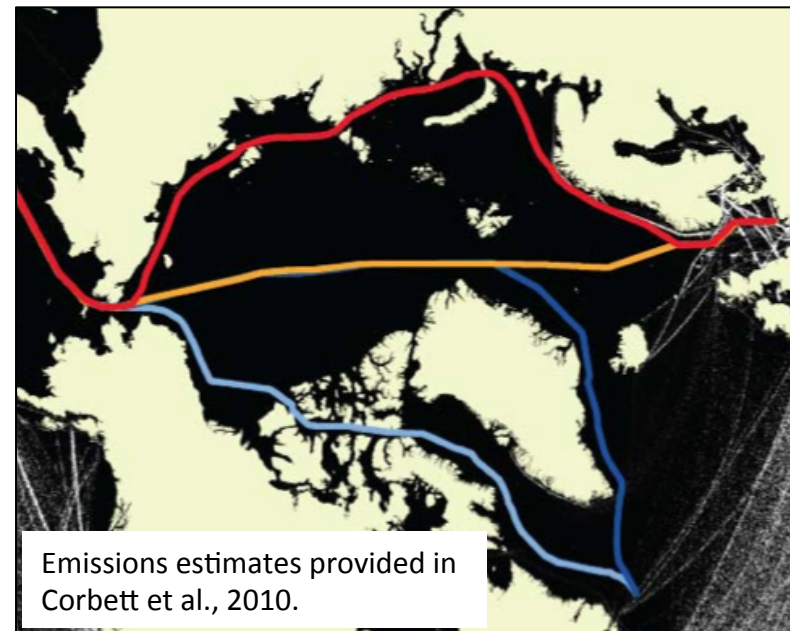 Emissions estimates provided in
Corbett et al., 2010.